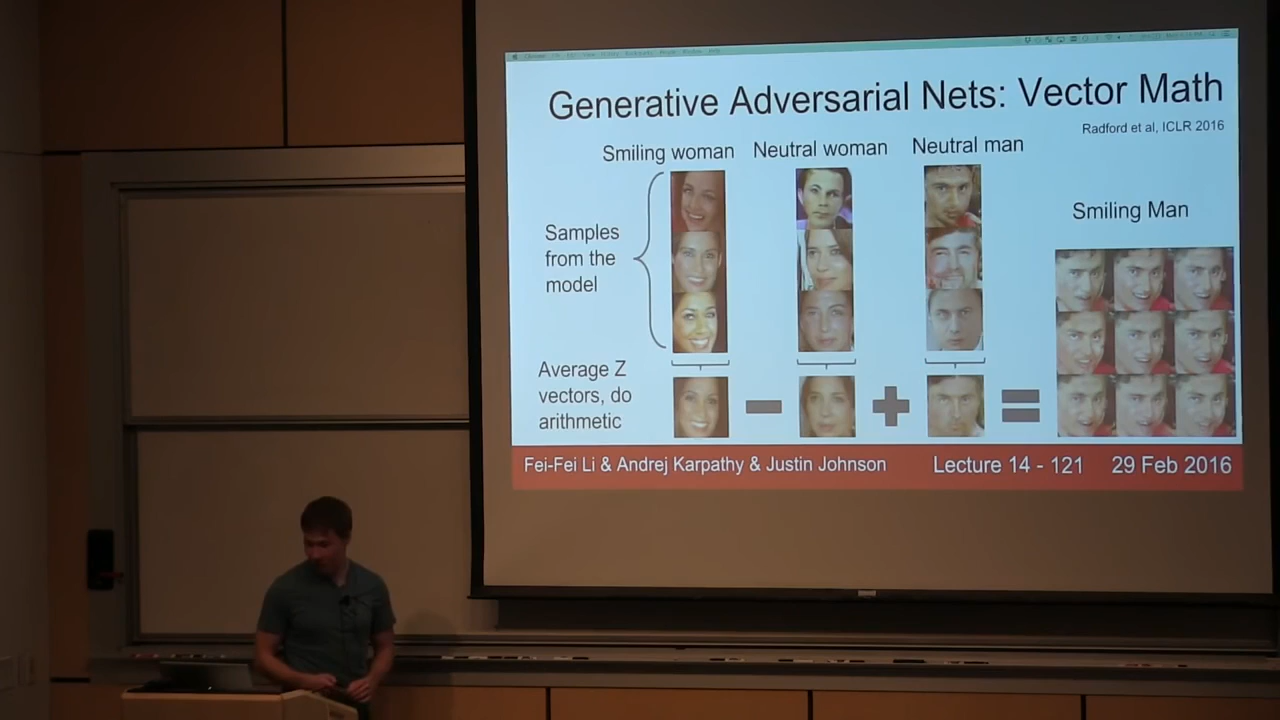 Generative Adversarial Nets: Vector Math
Radford et al, ICLR 2016
Smiling woman Neutral woman Neutral man
Smiling Man
Samples
from the
model
Average Z
vectors, do
arithmetic
Fei-Fei Li & Andrej Karpathy & Justin Johnson Lecture 14 - 121 29 Feb 2016